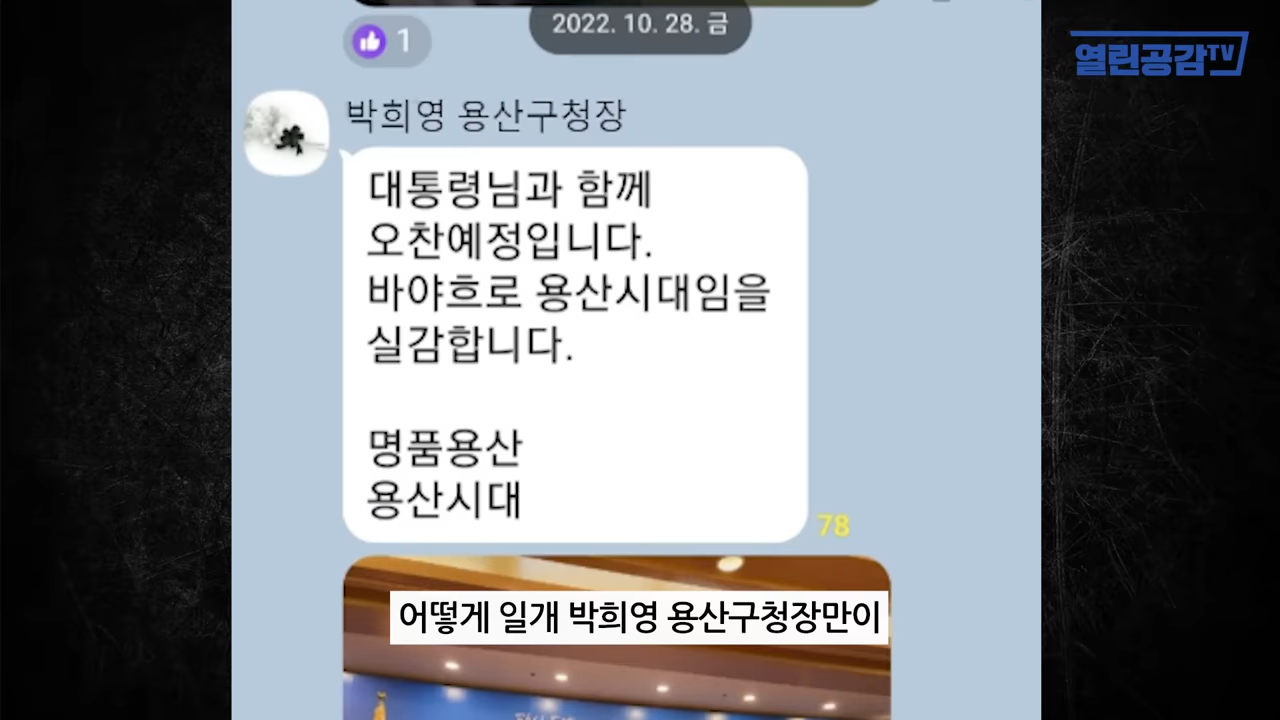 1
2022. 10. 28. 금
열린공감TV
박희영 용산구청장
대통령님과 함께
오찬예정입니다.
바야흐로 용산시대임을
실감합니다.
명품용산
용산시대
78
어떻게 일개 박희영 용산구청장만이